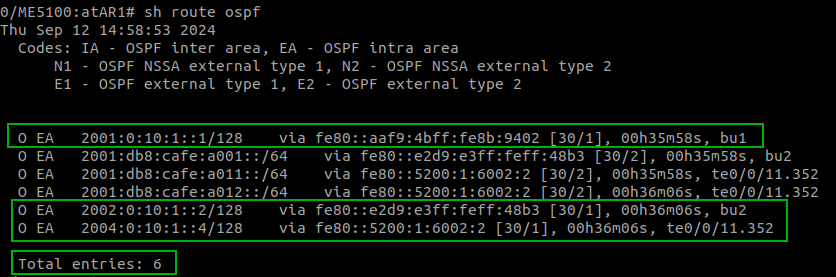 0/ME5100:atAR1# sh route ospf
Thu Sep 12 14:58:53 2024
Codes: IA - OSPF inter area, EA - OSPF intra area
N1 - OSPF NSSA external type 1, N2 - OSPF NSSA external type 2
E1 - OSPF external type 1, E2 - OSPF external type 2
O EA 2001:0:10:1::1/128 via fe80::aaf9:4bff:fe8b:9402 [30/1], 00h35m58s, bu1
O EA 2001:db8:cafe:a001::/64 via fe80::e2d9:e3ff:feff:48b3 [30/2], 00h35m58s, bu2
O EA 2001:db8:cafe:a011::/64 via fe80::5200:1:6002:2 [30/2], 00h35m58s, te0/0/11.352
O EA 2001:db8:cafe:a012::/64 via fe80::5200:1:6002:2 [30/2], 00h36m06s, te0/0/11.352
O EA 2002:0:10:1::2/128 via fe80::e2d9:e3ff:feff:48b3 [30/1], 00h36m06s, bu2
O EA 2004:0:10:1::4/128 via fe80::5200:1:6002:2 [30/1], 00h36m06s, te0/0/11.352
Total entries: 6